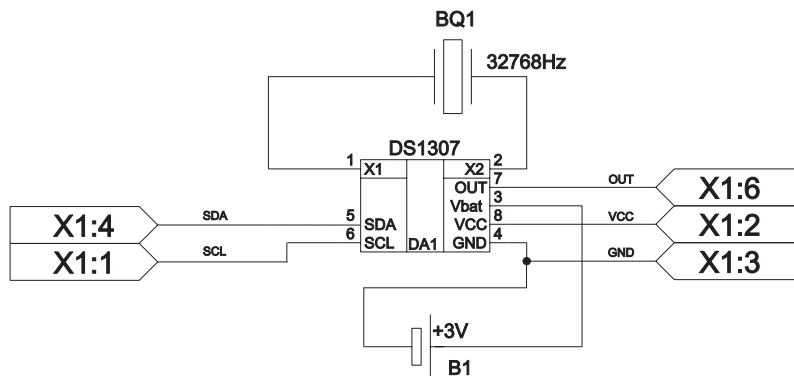 BQ1
32768Hz
DS1307
1 X1 X2 2
OUT 7 OUT X1:6
Vbat 3
X1:4 SDA 5 SDA VCC 8 VCC X1:2
X1:1 SCL 6 SCL DA1 GND 4 GND X1:3
+3V
B1